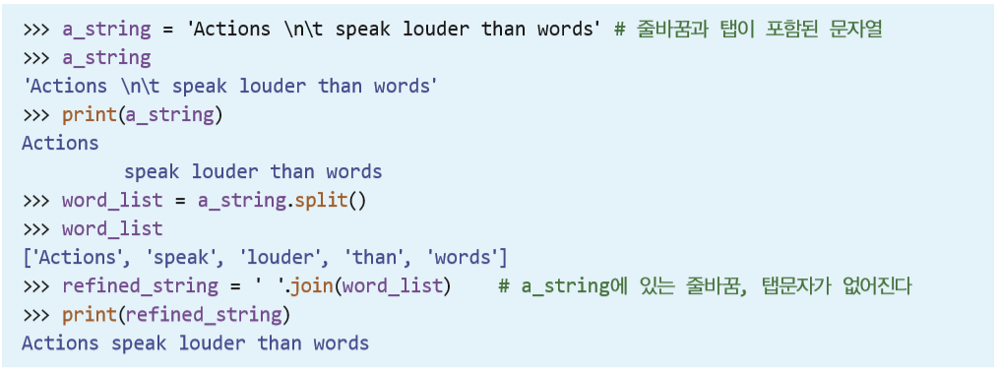 >>> a_string = 'Actions \n\t speak louder than words' # 줄바꿈과 탭이 포함된 문자열
>>> a_string
'Actions \n\t speak louder than words'
>>> print(a_string)
Actions
        speak louder than words
>>> word_list = a_string.split()
>>> word_list
['Actions', 'speak', 'louder', 'than', 'words']
>>> refined_string = ' '.join(word_list)    # a_string에 있는 줄바꿈, 탭문자가 없어진다
>>> print(refined_string)
Actions speak louder than words